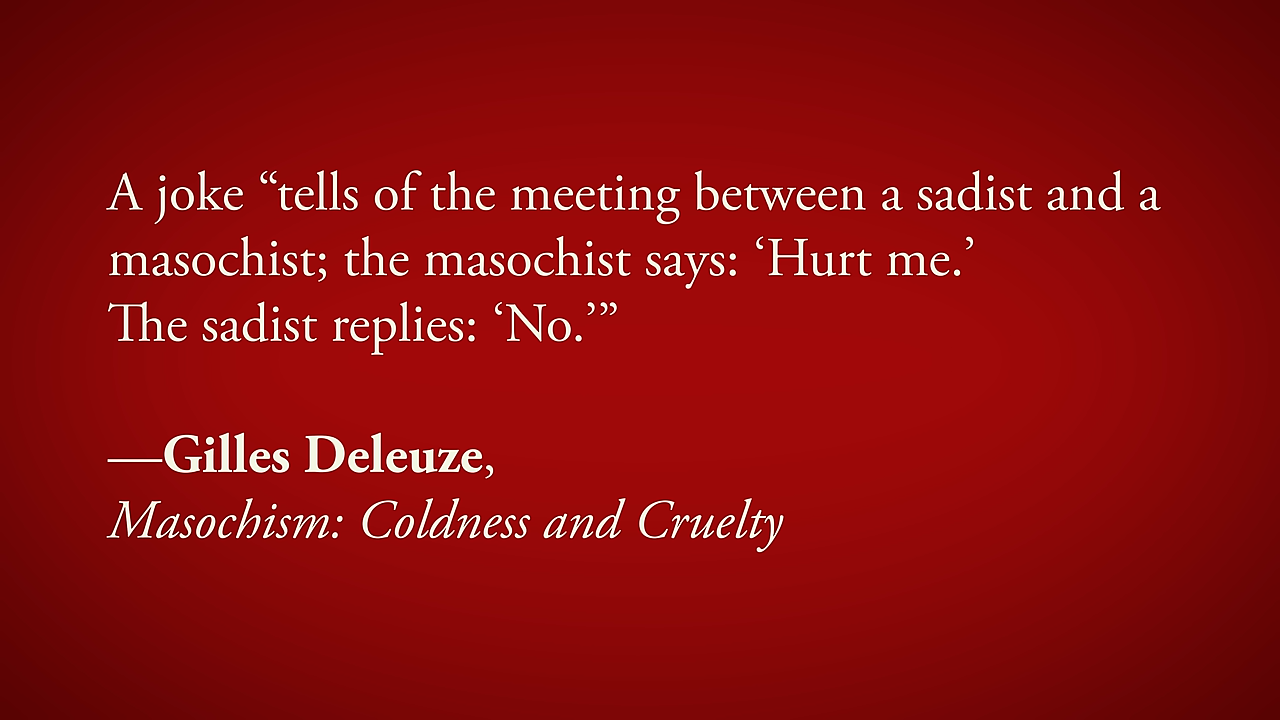 A joke “tells of the meeting between a sadist and a
masochist; the masochist says: ‘Hurt me.’
The sadist replies: ‘No.’”
—Gilles Deleuze,
Masochism: Coldness and Cruelty